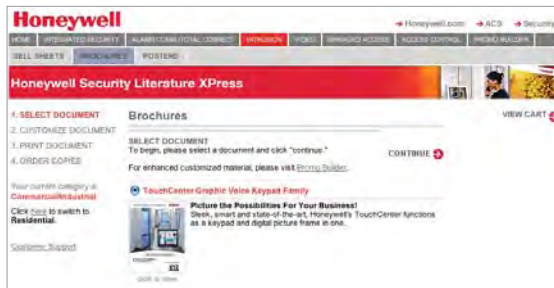 Honeywell
Honeywell.com ACS Security
HOME INTEGRATED SECURITY ALARM COMM./TOTAL CONNECT INTRUSION VIDEO MANAGED ACCESS ACCESS CONTROL PROMO BUILDER
SELL SHEETS BROCHURES POSTERS
Honeywell Security Literature XPress
1. SELECT DOCUMENT
2. CUSTOMIZE DOCUMENT
3. PRINT DOCUMENT
4. ORDER COPIES
Your current category is
Commercial/Industrial
Click here to switch to
Residential.
Customer Support
Brochures
SELECT DOCUMENT
To begin, please select a document and click "continue."
CONTINUE
For enhanced customized material, please visit Promo Builder.
TouchCenter Graphic Voice Keypad Family
Picture the Possibilities For Your Business!
Sleek, smart and state-of-the-art, Honeywell's TouchCenter functions
as a keypad and digital picture frame in one.
click to view
VIEW CART